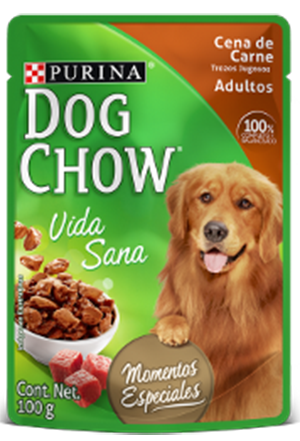 PURINA
DOG
CHOW
Vida
Sana
Cena de
Carne
Trozos Jugosos
Adultos
100%
Momentos
Especiales
Cont. Net.
100 g